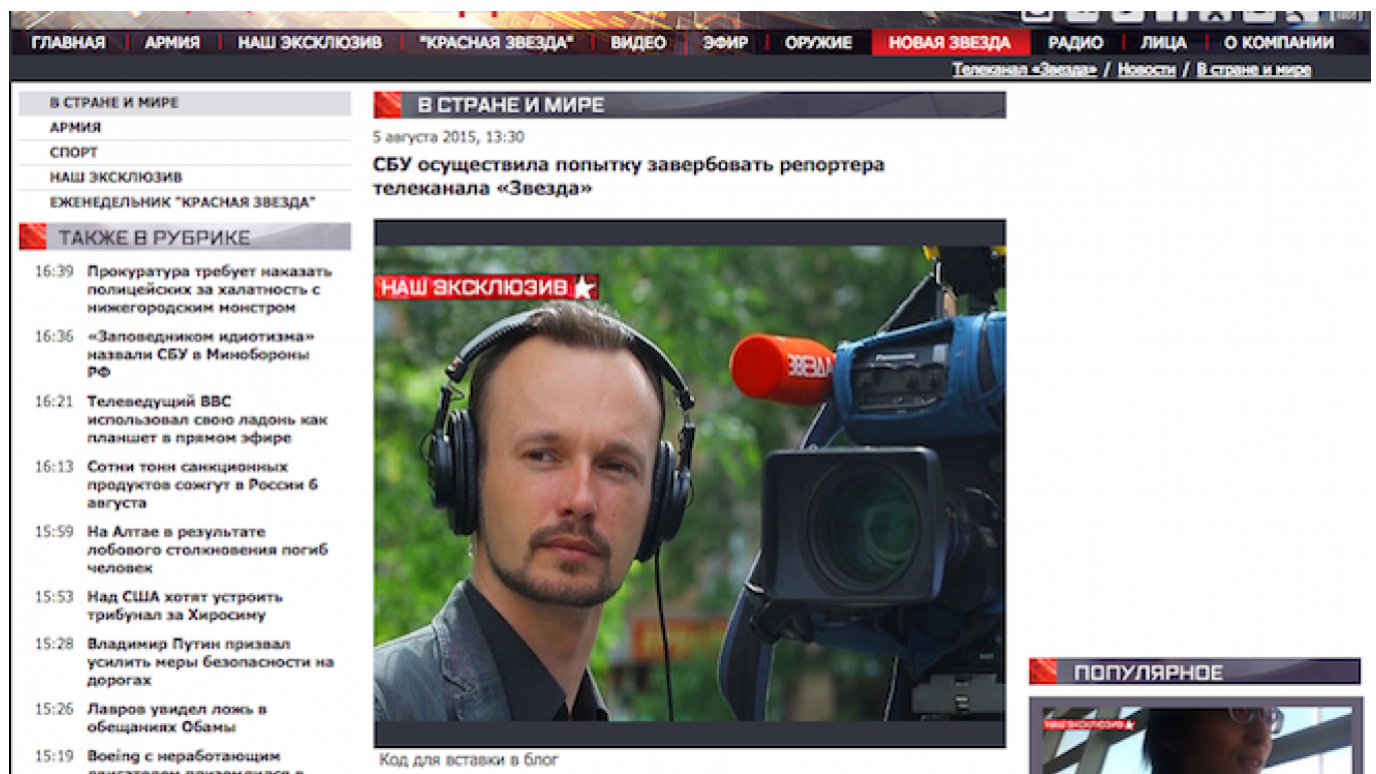 ГЛАВНАЯ
АРМИЯ
НАШ ЭКСКЛЮЗИВ
"КРАСНАЯ ЗВЕЗДА"
ВИДЕО
ЭФИР
ОРУЖИЕ
НОВАЯ ЗВЕЗДА
РАДИО
ЛИЦА
О КОМПАНИИ
Телеканал «Звезда» / Новости / В стране и мире
В СТРАНЕ И МИРЕ
АРМИЯ
СПОРТ
НАШ ЭКСКЛЮЗИВ
ЕЖЕНЕДЕЛЬНИК "КРАСНАЯ ЗВЕЗДА"
ТАКЖЕ В РУБРИКЕ
16:39 Прокуратура требует наказать
полицейских за халатность с
нижегородским монстром
16:36 «Заповедником идиотизма»
назвали СБУ в Минобороны
РФ
16:21 Телеведущий BBC
использовал свою ладонь как
планшет в прямом эфире
16:13 Сотни тонн санкционных
продуктов сожгут в России 6
августа
15:59 На Алтае в результате
лобового столкновения погиб
человек
15:53 Над США хотят устроить
трибунал за Хиросиму
15:28 Владимир Путин призвал
усилить меры безопасности на
дорогах
15:26 Лавров увидел ложь в
обещаниях Обамы
15:19 Boeing с неработающим
В СТРАНЕ И МИРЕ
5 августа 2015, 13:30
СБУ осуществила попытку завербовать репортера
телеканала «Звезда»
НАШ ЭКСКЛЮЗИВ
ЗВЕЗДА
Panasonic
Код для вставки в блог
ПОПУЛЯРНОЕ
НАШ ЭКСКЛЮЗИВ